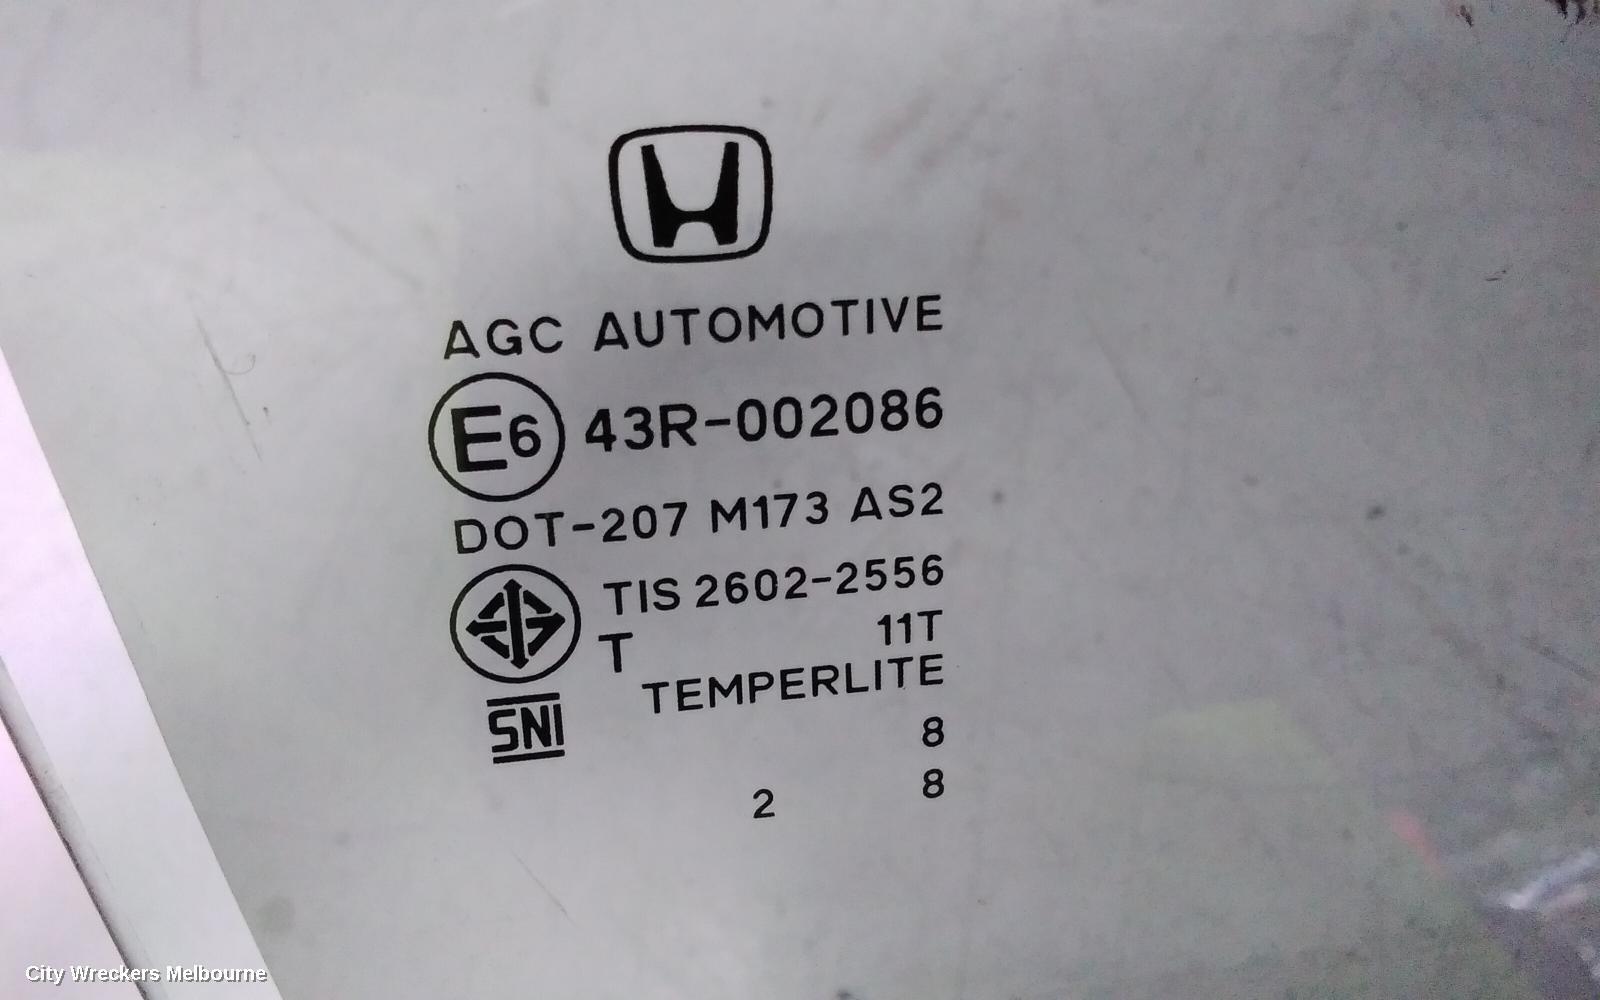 AGC AUTOMOTIVE
E6 43R-002086
DOT-207 M173 AS2
TIS 2602-2556
T 11T
TEMPERLITE
SNI
8
2 8
City Wreckers Melbourne